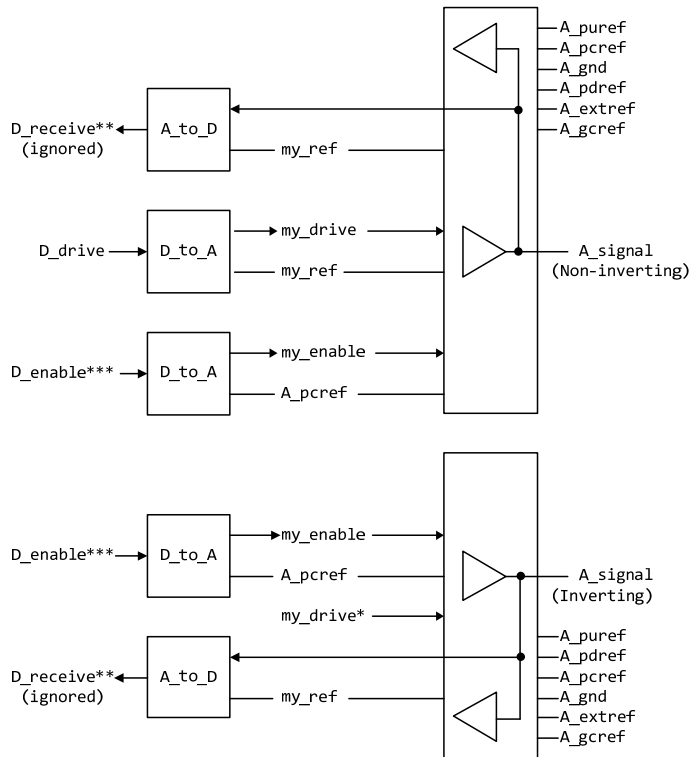 A_puref
A_pcref
A_gnd
A_pdref
A_extref
A_gcref
D_receive**
(ignored)
A_to_D
my_ref
D_drive
D_to_A
my_drive
my_ref
A_signal
(Non-inverting)
D_enable***
D_to_A
my_enable
A_pcref
D_enable***
D_to_A
my_enable
A_pcref
my_drive*
A_signal
(Inverting)
D_receive**
(ignored)
A_to_D
my_ref
A_puref
A_pdref
A_pcref
A_gnd
A_extref
A_gcref